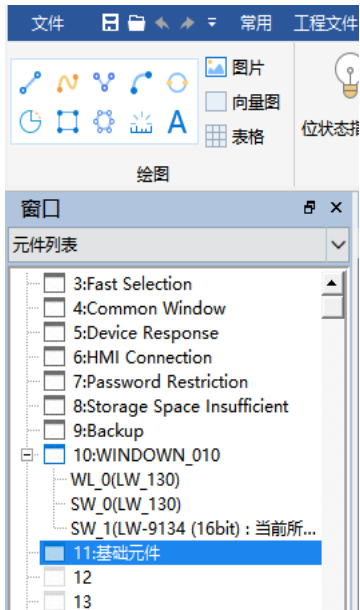 文件 常用 工程文件
图片
向量图
A 表格
位状态指
绘图
窗口
元件列表
3:Fast Selection
4:Common Window
5:Device Response
6:HMI Connection
7:Password Restriction
8:Storage Space Insufficient
9:Backup
10:WINDOWN_010
WL_0(LW_130)
SW_0(LW_130)
SW_1(LW-9134 (16bit) : 当前所...
11:基础元件
12
13